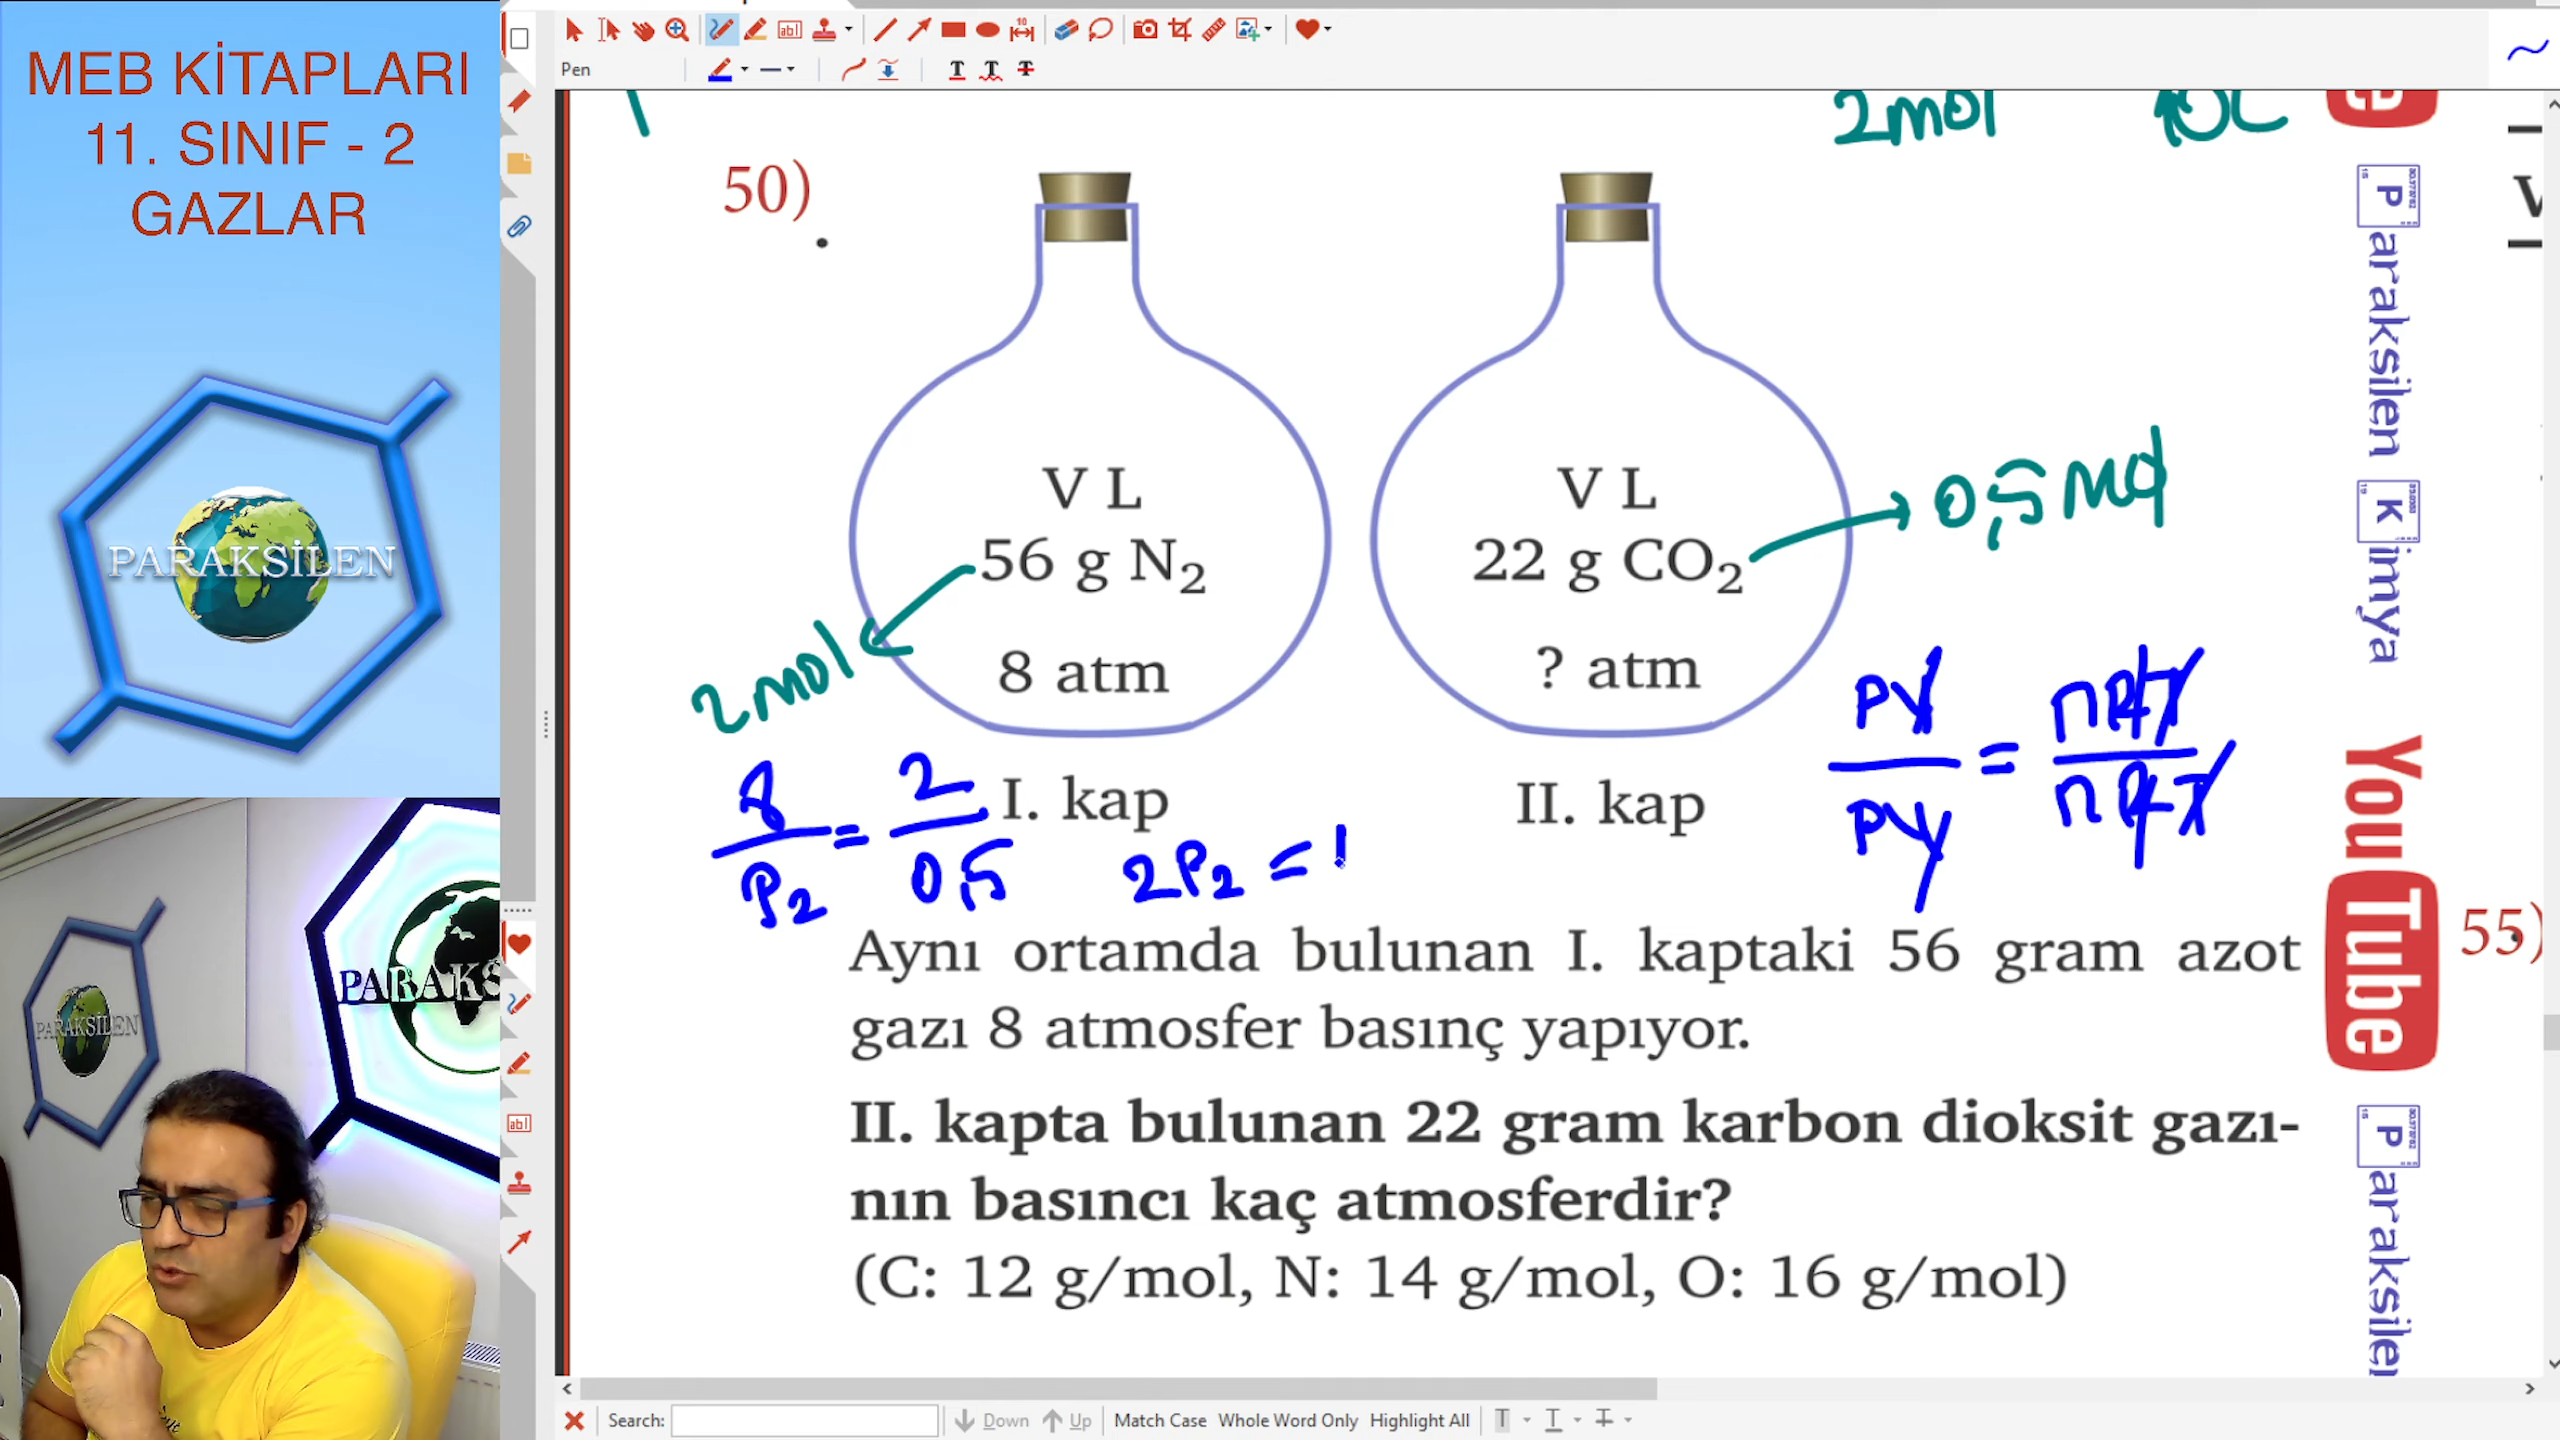 MEB KİTAPLARI
11. SINIF - 2
GAZLAR
PARAKSİLEN
PARAKSİLEN
PARAKS
Pen
2mol
50)
V L
56 g N₂
8 atm
2mol
I. kap
V L
22 g CO₂
? atm
0,5 mol
II. kap
PV/PV = nRT/nRT
8/P₂ = 2/0,5
2P₂ =
Aynı ortamda bulunan I. kaptaki 56 gram azot
gazı 8 atmosfer basınç yapıyor.
II. kapta bulunan 22 gram karbon dioksit gazı-
nın basıncı kaç atmosferdir?
(C: 12 g/mol, N: 14 g/mol, O: 16 g/mol)
Paraksilen Kimya
YouTube
Paraksile
55)
Search:
Down
Up
Match Case
Whole Word Only
Highlight All